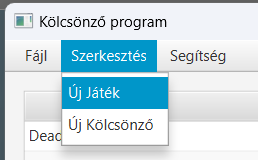 Kölcsönző program
Fájl Szerkesztés Segítség
Új Játék
Új Kölcsönző
Dead